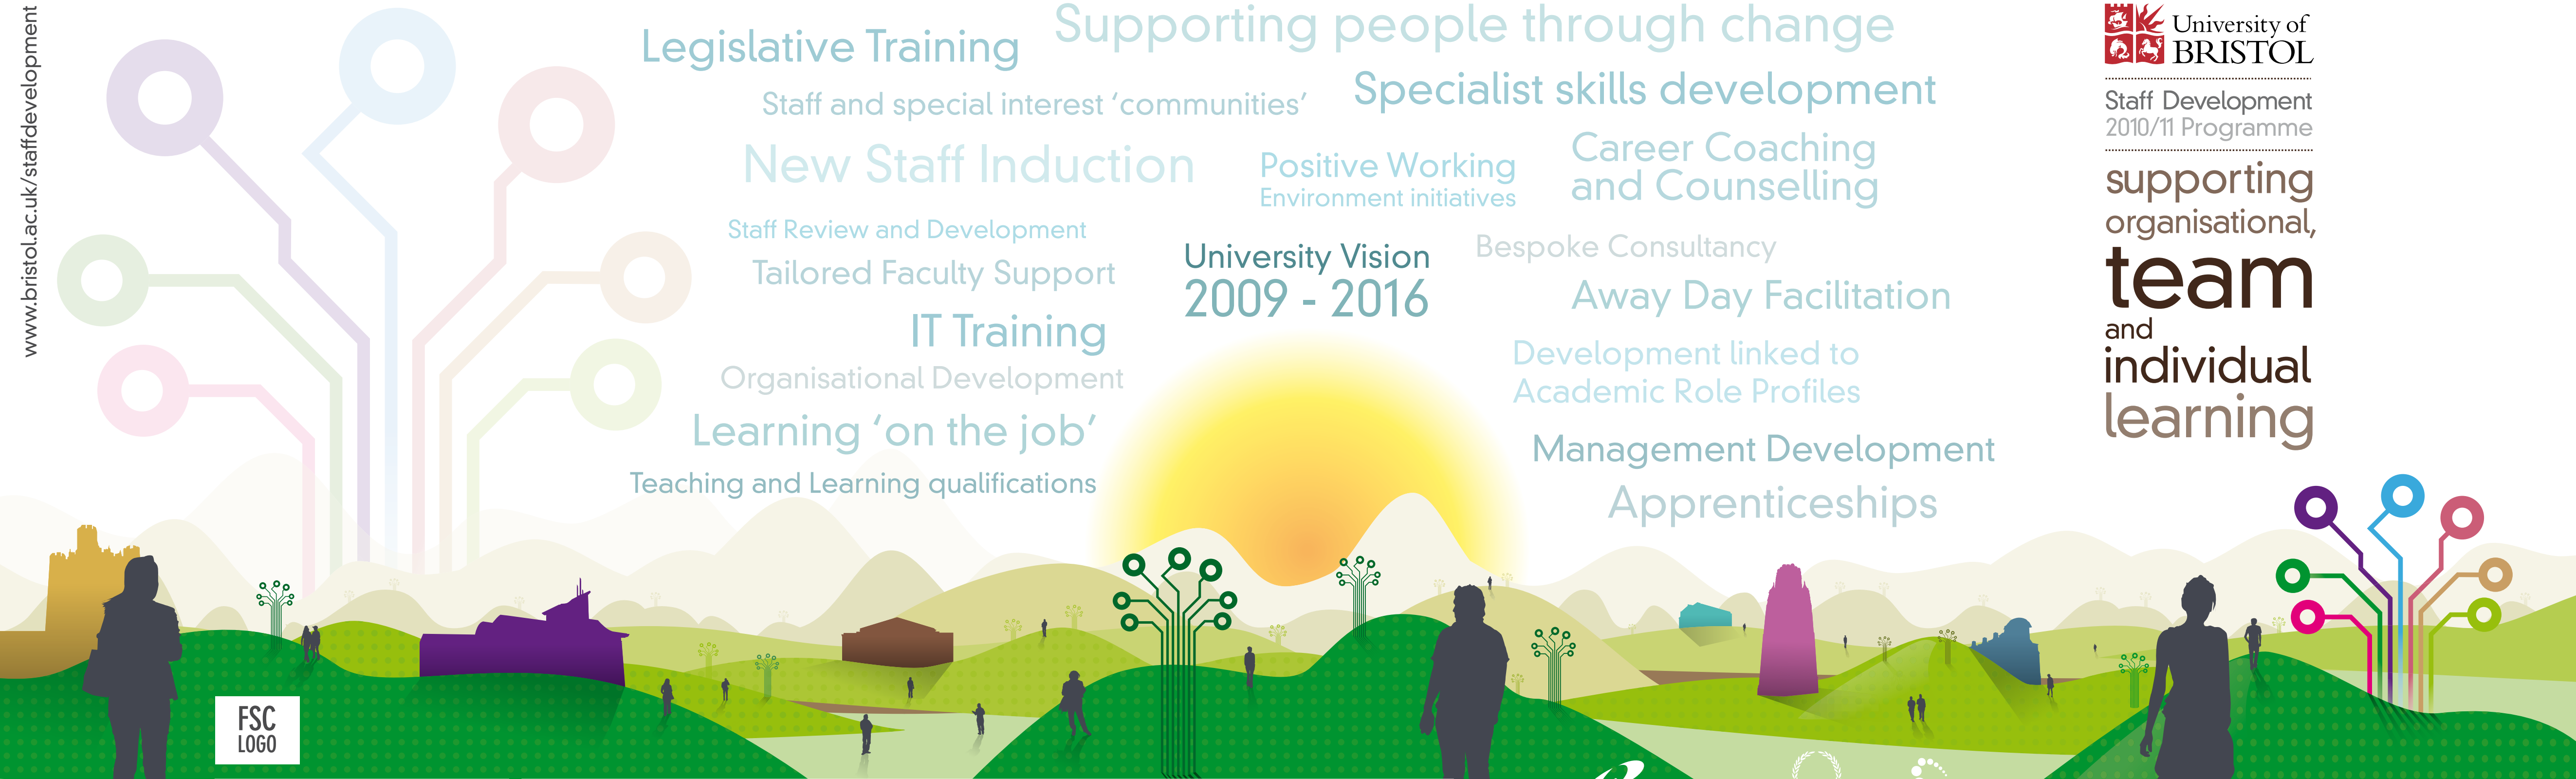 www.bristol.ac.uk/staffdevelopment
Legislative Training
Supporting people through change
Staff and special interest ‘communities’
Specialist skills development
New Staff Induction
Positive Working
Environment initiatives
Career Coaching
and Counselling
Staff Review and Development
Tailored Faculty Support
University Vision
2009 - 2016
Bespoke Consultancy
Away Day Facilitation
IT Training
Organisational Development
Development linked to
Academic Role Profiles
Learning ‘on the job’
Management Development
Teaching and Learning qualifications
Apprenticeships
University of
BRISTOL
Staff Development
2010/11 Programme
supporting
organisational,
team
and
individual
learning
FSC
LOGO